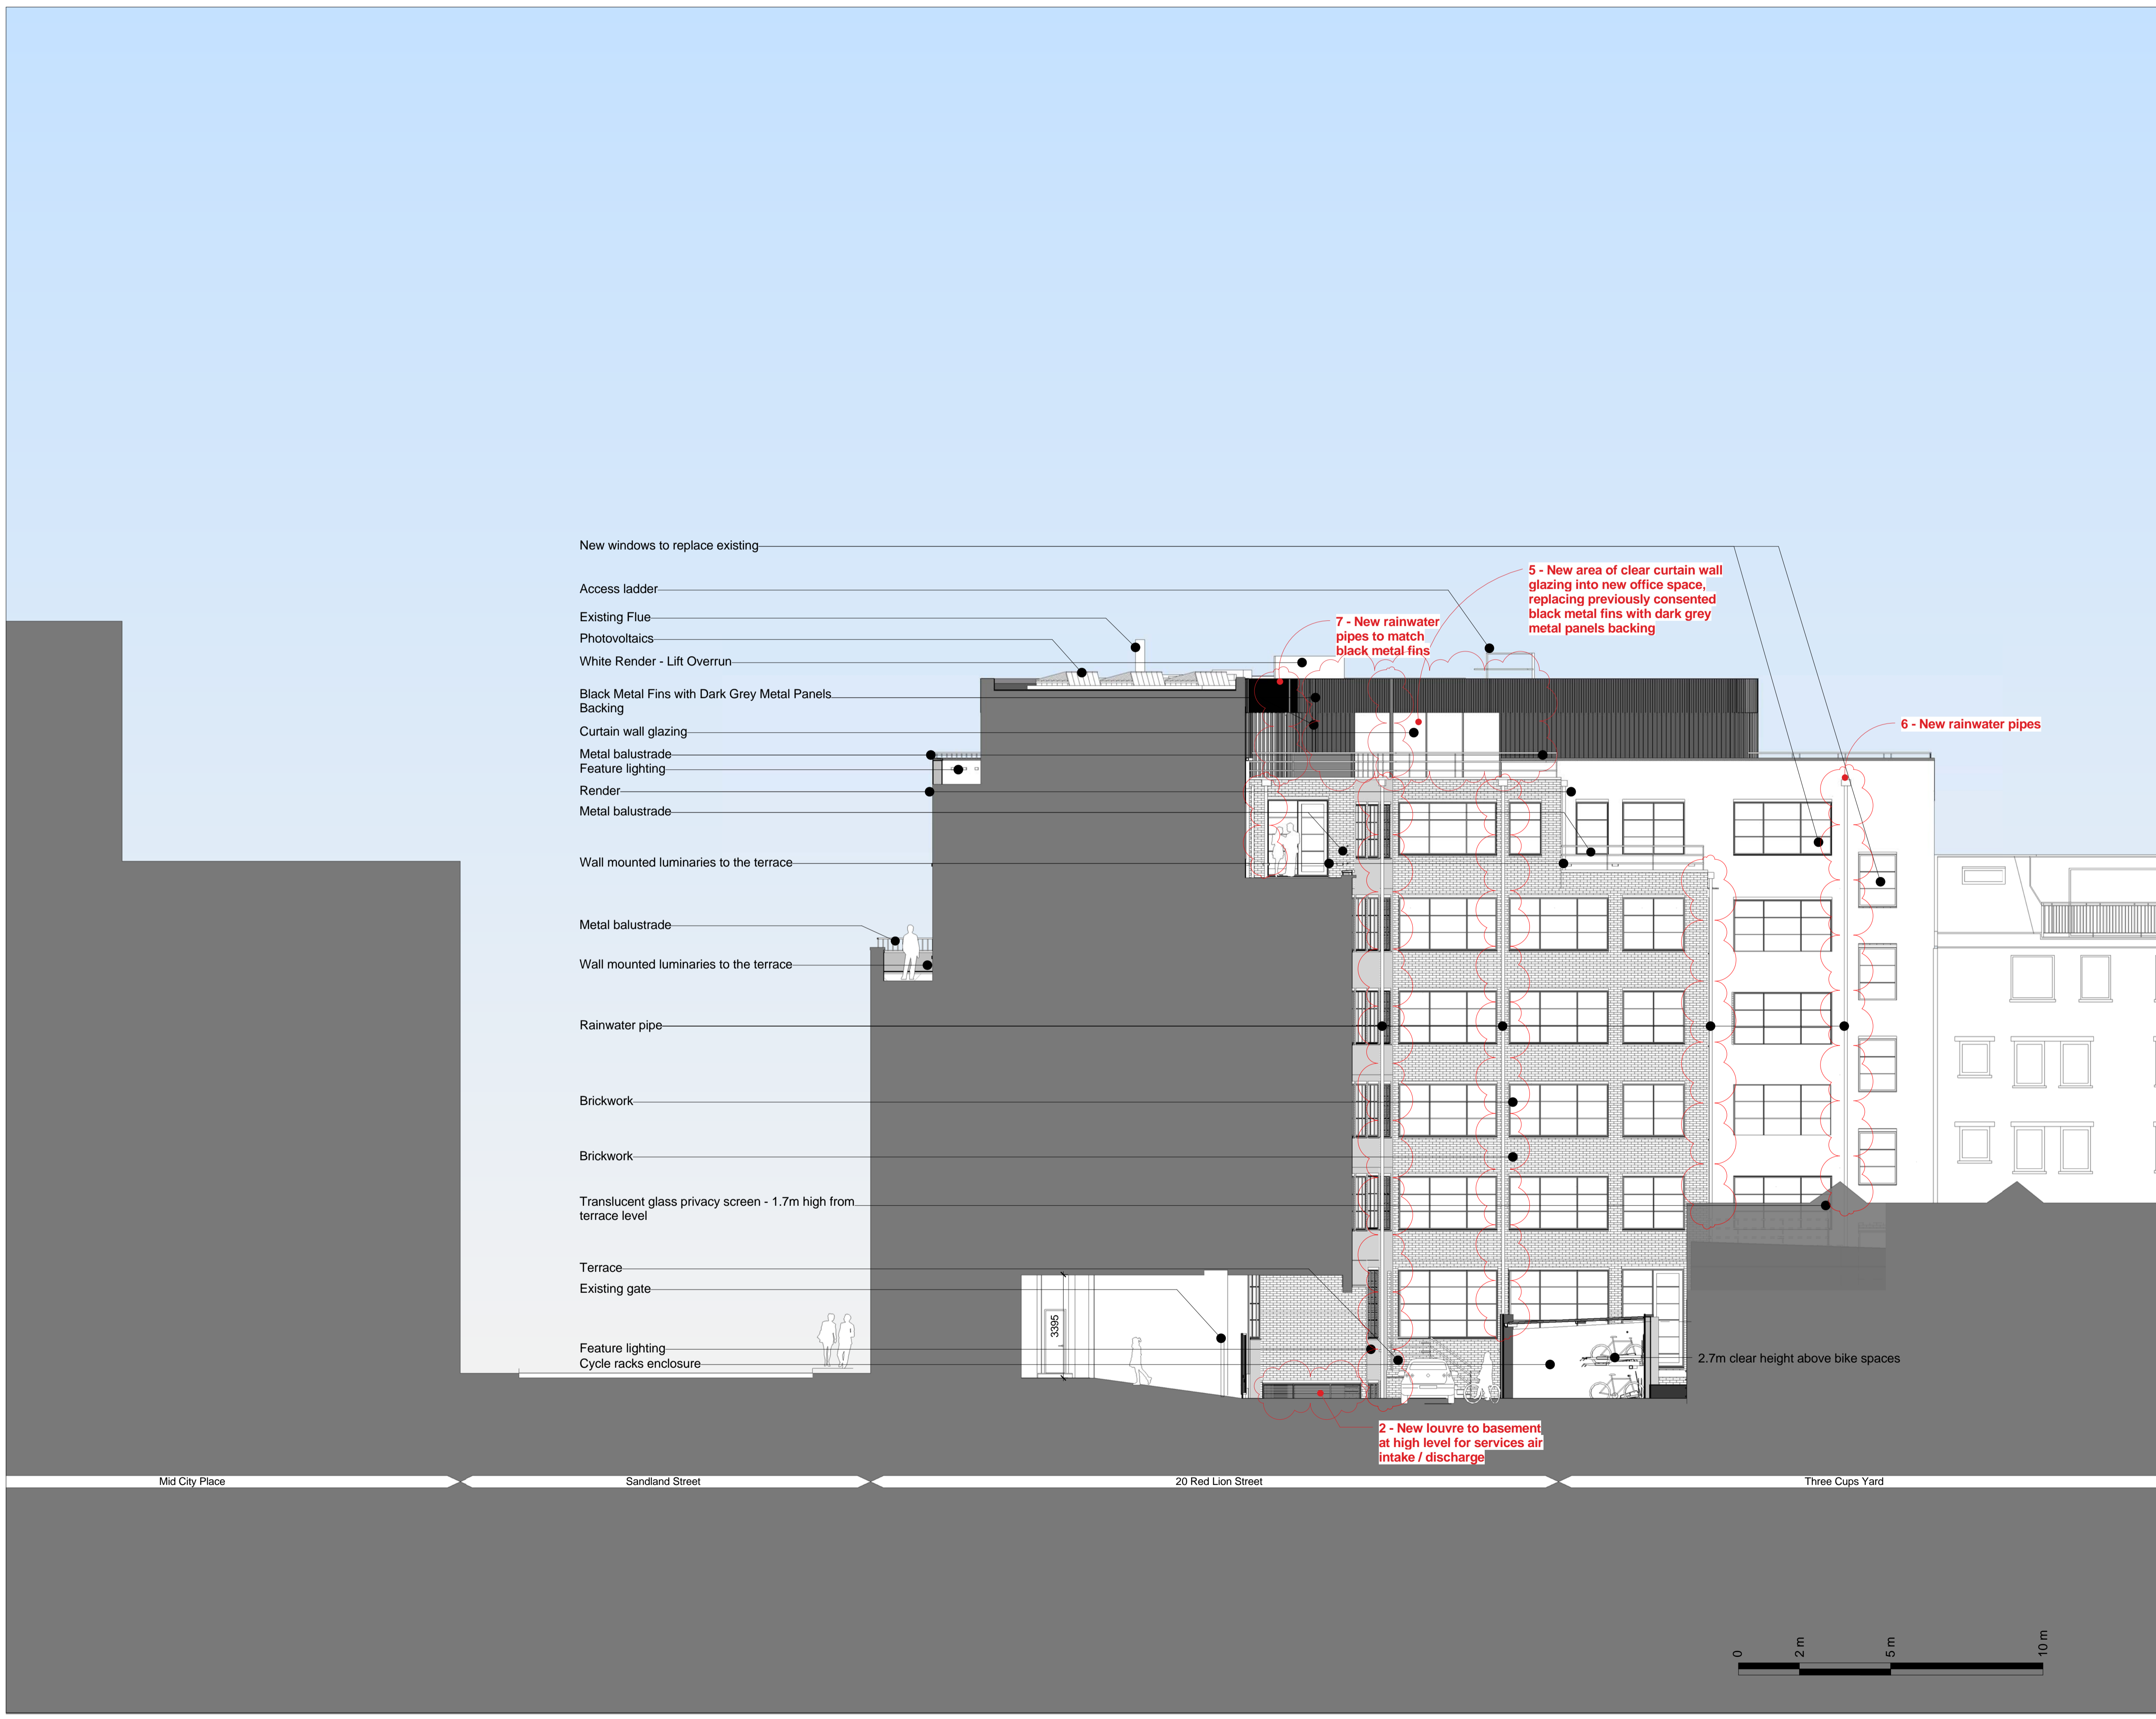 New windows to replace existing
5 - New area of clear curtain wall
glazing into new office space,
replacing previously consented
black metal fins with dark grey
metal panels backing
Access ladder
Existing Flue
7 - New rainwater
pipes to match
black metal fins
Photovoltaics
White Render - Lift Overrun
Black Metal Fins with Dark Grey Metal Panels
Backing
6 - New rainwater pipes
Curtain wall glazing
Metal balustrade
Feature lighting
Render
Metal balustrade
Wall mounted luminaries to the terrace
Metal balustrade
Wall mounted luminaries to the terrace
Rainwater pipe
Brickwork
Brickwork
Translucent glass privacy screen - 1.7m high from
terrace level
Terrace
Existing gate
3395
Feature lighting
Cycle racks enclosure
2.7m clear height above bike spaces
2 - New louvre to basement
at high level for services air
intake / discharge
Mid City Place
Sandland Street
20 Red Lion Street
Three Cups Yard
0
2 m
5 m
10 m